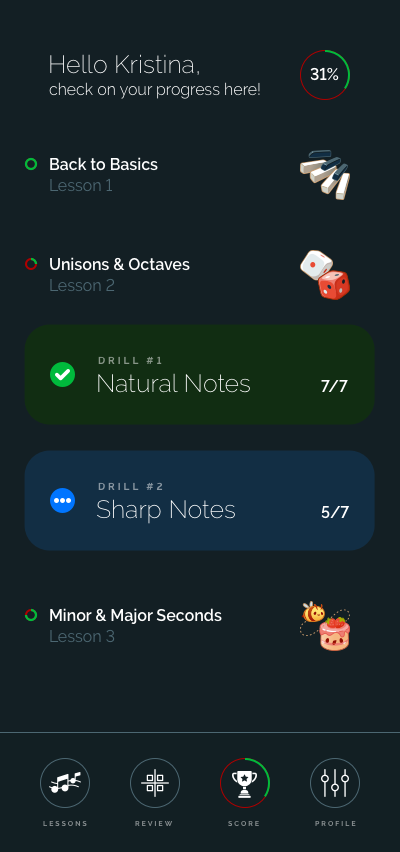 Hello Kristina,
check on your progress here!
31%
Back to Basics
Lesson 1
Unisons & Octaves
Lesson 2
DRILL #1
Natural Notes
7/7
DRILL #2
Sharp Notes
5/7
Minor & Major Seconds
Lesson 3
LESSONS
REVIEW
SCORE
PROFILE